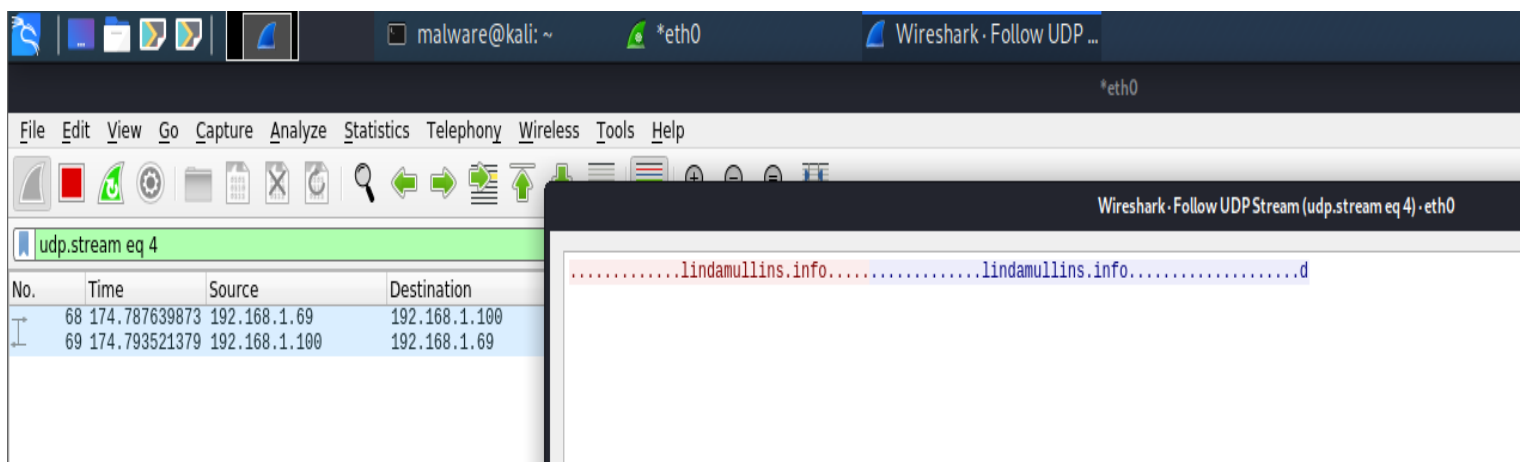 malware@kali: ~
*eth0
Wireshark · Follow UDP ...
*eth0
File Edit View Go Capture Analyze Statistics Telephony Wireless Tools Help
Wireshark · Follow UDP Stream (udp.stream eq 4) · eth0
udp.stream eq 4
.............lindamullins.info..................lindamullins.info....................d
No. Time Source Destination
68 174.787639873 192.168.1.69 192.168.1.100
69 174.793521379 192.168.1.100 192.168.1.69